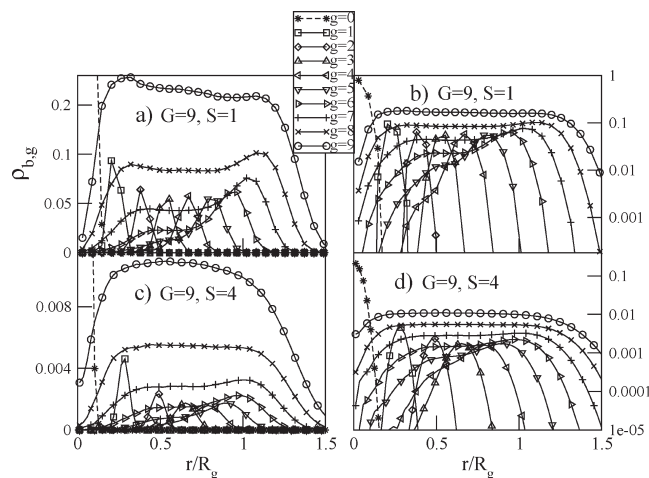 g=0
g=1
g=2
g=3
g=4
g=5
g=6
g=7
g=8
g=9
a) G=9, S=1
0.2
0.1
0.05
0
b) G=9, S=1
1
0.1
0.01
0.001
ρb,g
c) G=9, S=4
0.008
0.004
0
d) G=9, S=4
0.1
0.01
0.001
0.0001
1e-05
0 0.5 1 1.5
0 0.5 1 1.5
r/Rg
r/Rg